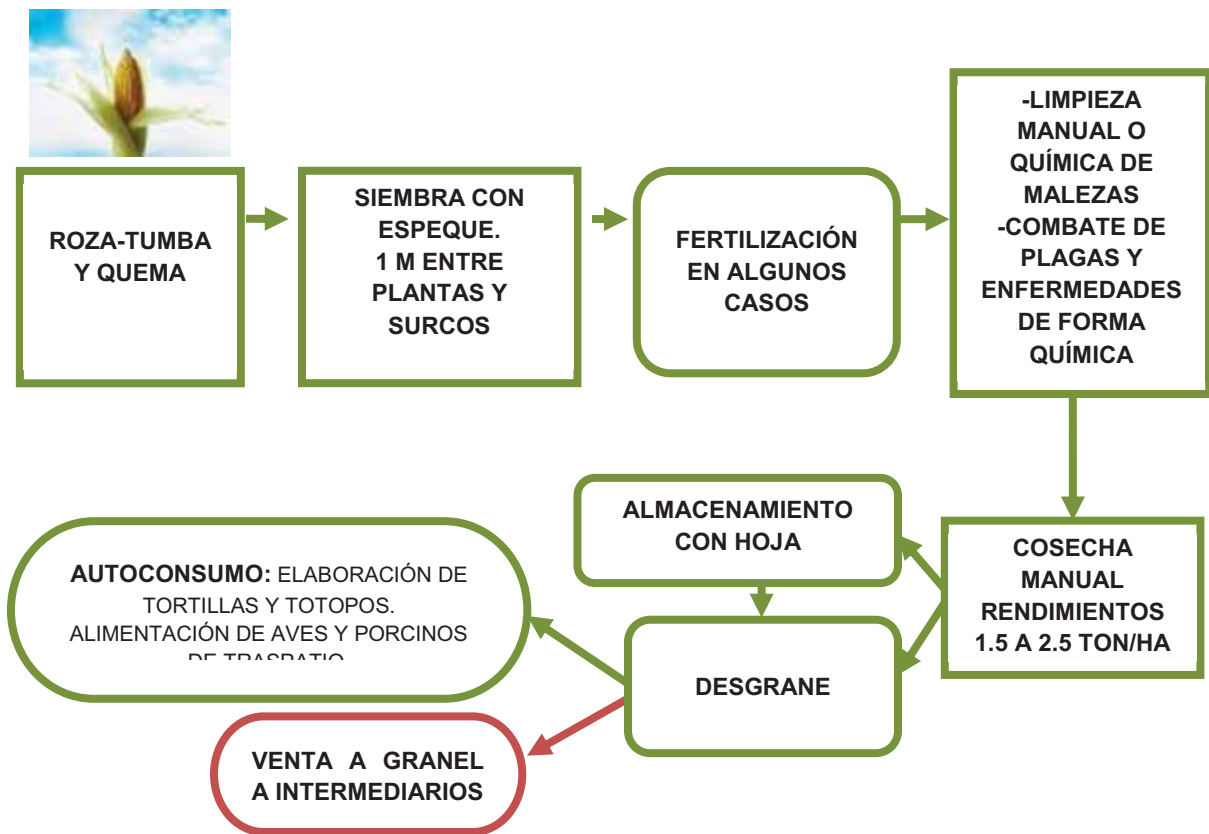 ROZA-TUMBA
Y QUEMA
SIEMBRA CON
ESPEQUE.
1 M ENTRE
PLANTAS Y
SURCOS
FERTILIZACIÓN
EN ALGUNOS
CASOS
-LIMPIEZA
MANUAL O
QUÍMICA DE
MALEZAS
-COMBATE DE
PLAGAS Y
ENFERMEDADES
DE FORMA
QUÍMICA
COSECHA
MANUAL
RENDIMIENTOS
1.5 A 2.5 TON/HA
ALMACENAMIENTO
CON HOJA
DESGRANE
AUTOCONSUMO: ELABORACIÓN DE
TORTILLAS Y TOTOPOS.
ALIMENTACIÓN DE AVES Y PORCINOS
DE TRASPATIO
VENTA A GRANEL
A INTERMEDIARIOS